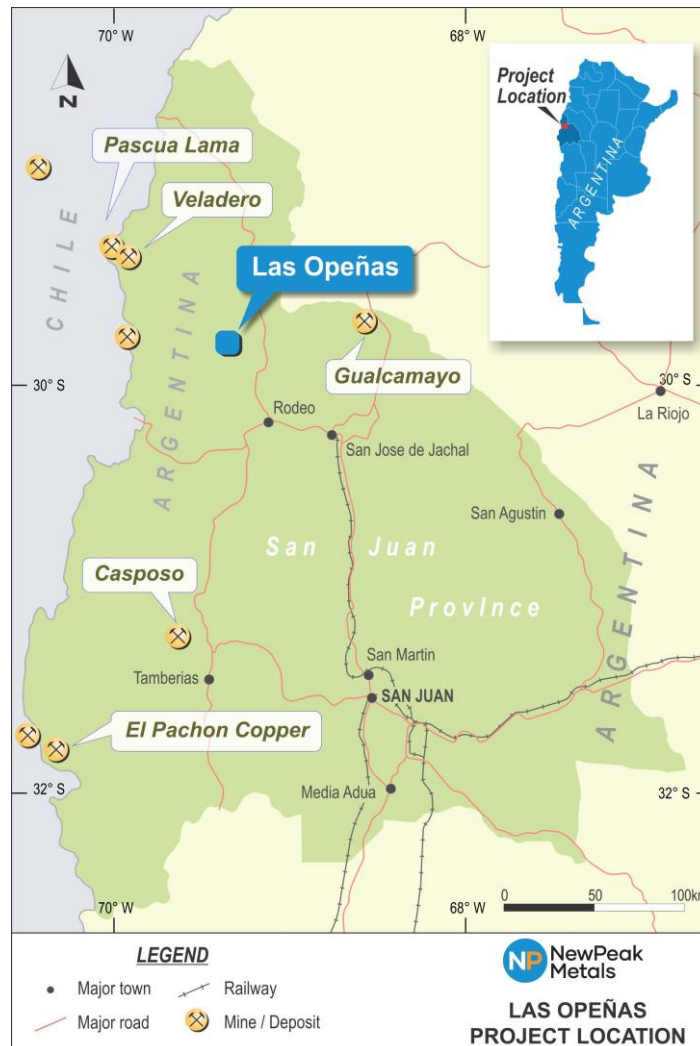 70° W
68° W
N
Project
Location
ARGENTINA
Pascua Lama
Veladero
CHILE
Las Opeñas
ARGENTINA
Gualcamayo
30° S
30° S
Rodeo
La Riojo
San Jose de Jachal
San Agustin
San Juan
Province
ARGENTINA
Casposo
San Martin
Tamberias
SAN JUAN
El Pachon Copper
32° S
Media Adua
32° S
70° W
68° W
0 50 100km
LEGEND
Major town
Railway
Major road
Mine / Deposit
NP NewPeak
Metals
LAS OPEÑAS
PROJECT LOCATION